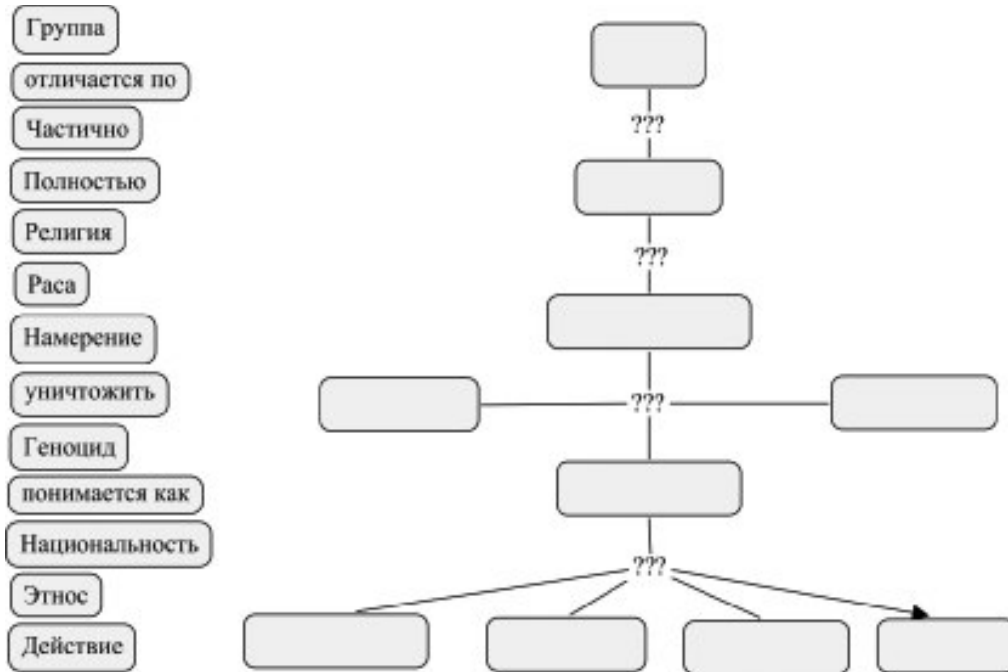 Группа
отличается по
Частично
Полностью
Религия
Раса
Намерение
уничтожить
Геноцид
понимается как
Национальность
Этнос
Действие
???
???
???
???